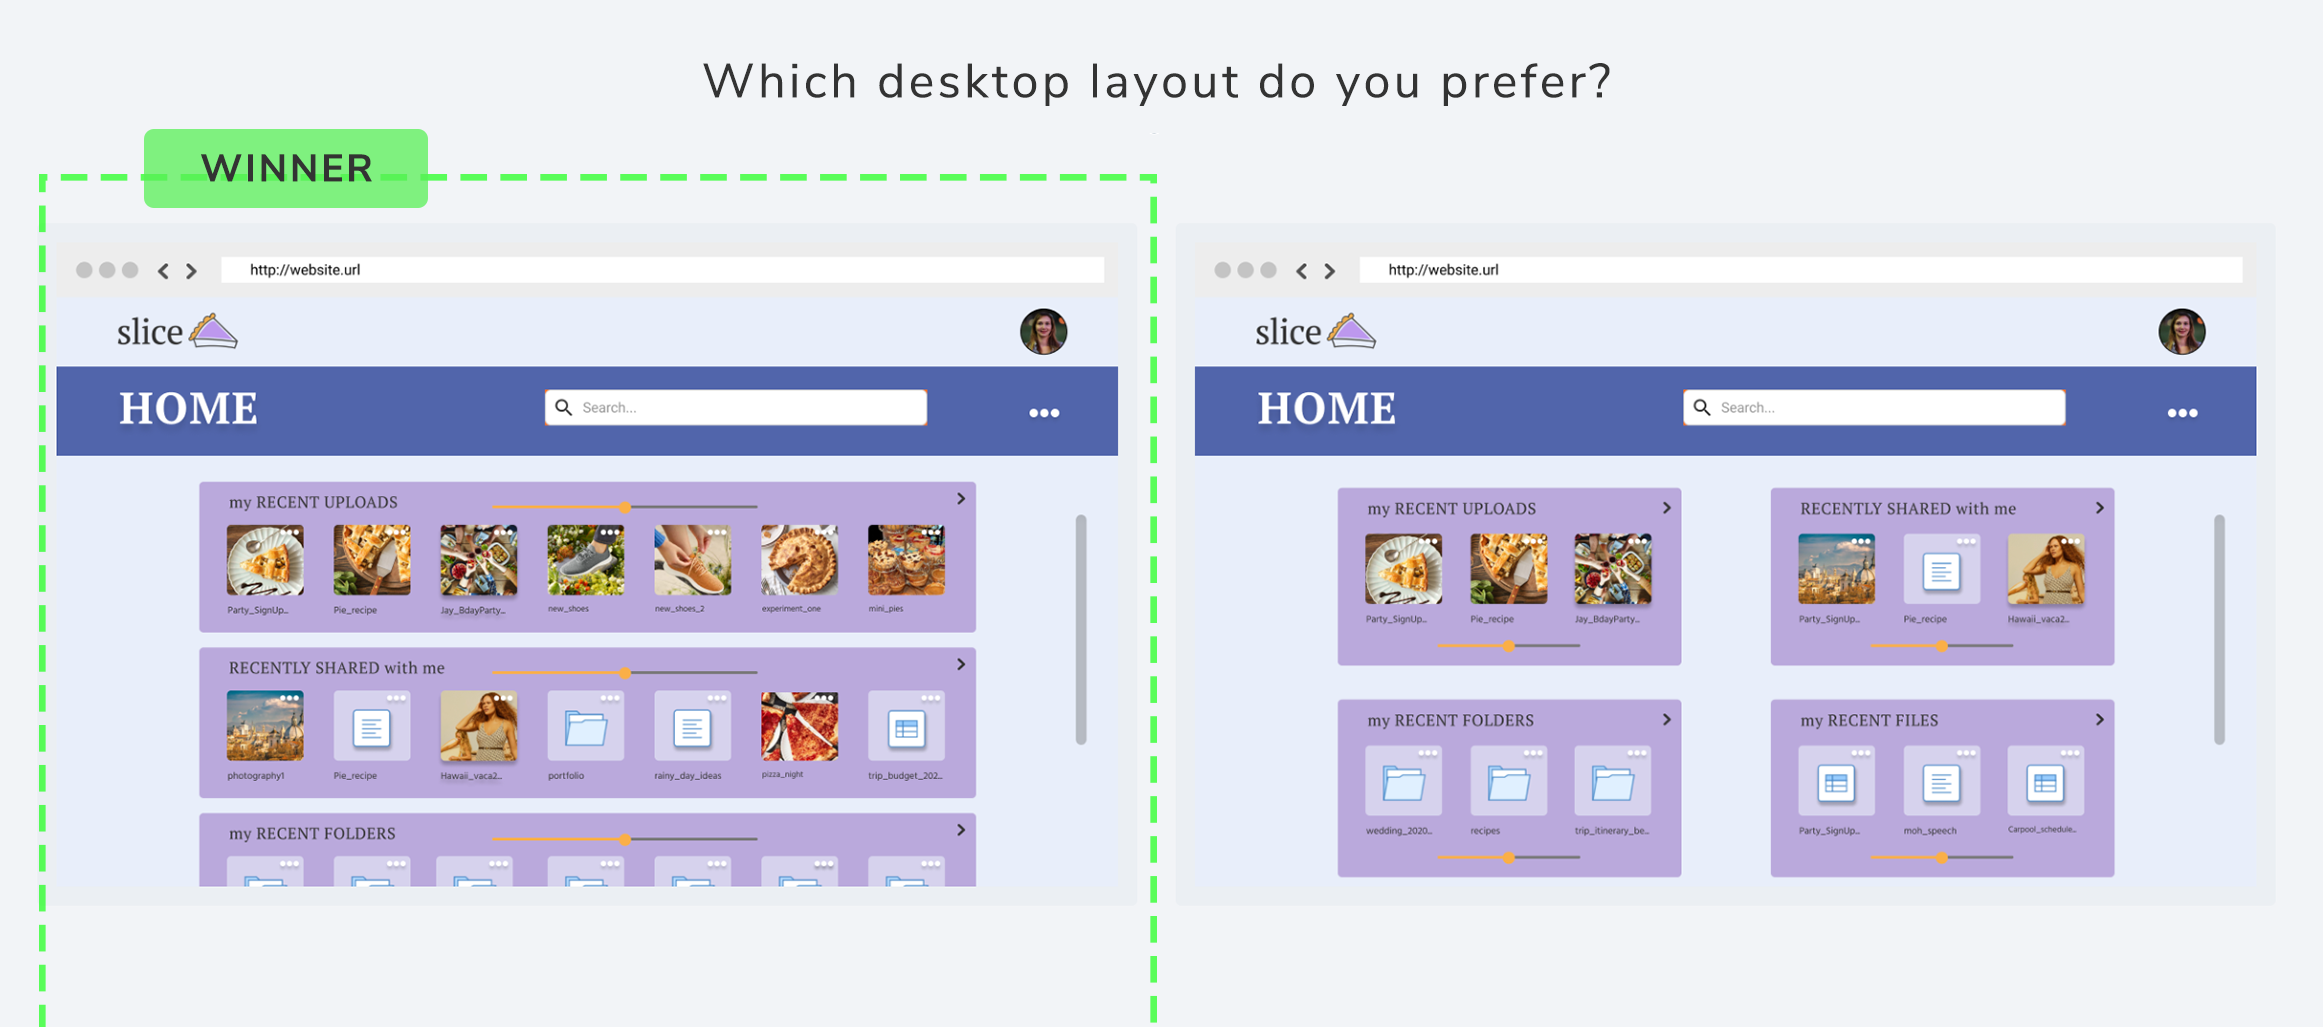 Which desktop layout do you prefer?
WINNER
http://website.url
slice
HOME
Search...
my RECENT UPLOADS
Party_SignUp... Pie_recipe Jay_BdayParty... new_shoes new_shoes_2 experiment_one mini_pies
RECENTLY SHARED with me
photography1 Pie_recipe Hawaii_vaca2... portfolio rainy_day_ideas pizza_night trip_budget_202...
my RECENT FOLDERS
http://website.url
slice
HOME
Search...
my RECENT UPLOADS
Party_SignUp... Pie_recipe Jay_BdayParty...
RECENTLY SHARED with me
Party_SignUp... Pie_recipe Hawaii_vaca2...
my RECENT FOLDERS
wedding_2020... recipes trip_itinerary_be...
my RECENT FILES
Party_SignUp... moh_speech Carpool_schedule...